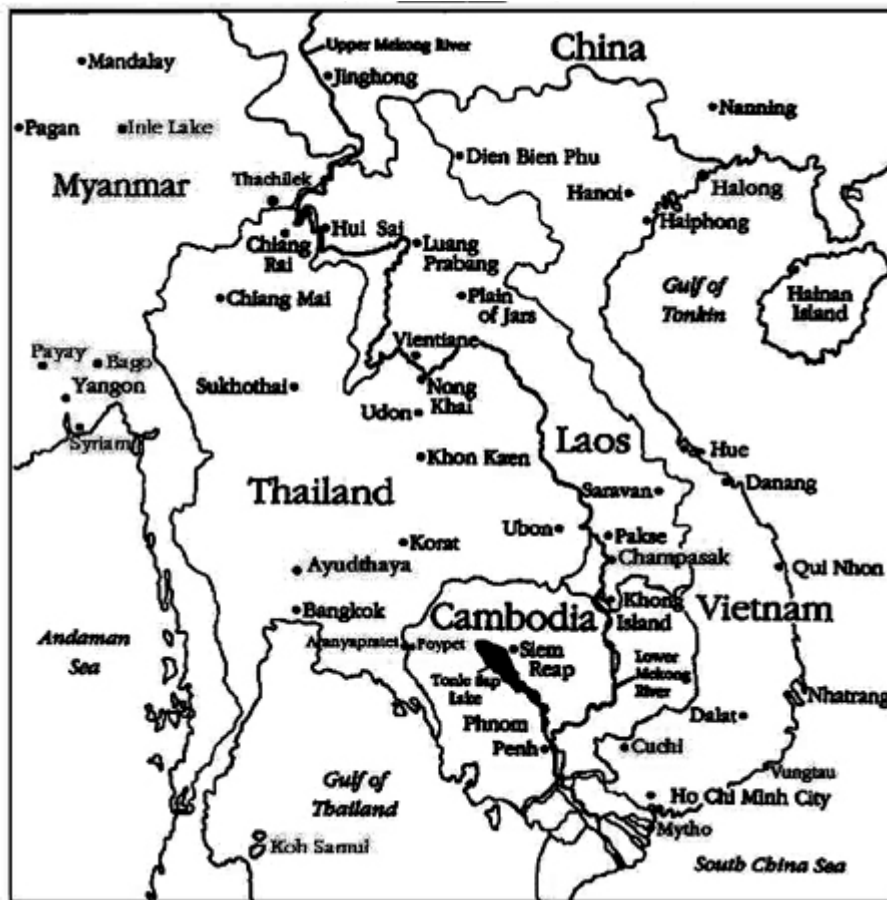 Upper Mekong River
China
Mandalay
Jinghong
Nanning
Pagan
Inle Lake
Dien Bien Phu
Myanmar
Thachilek
Halong
Hanoi
Haiphong
Hui Sai
Chiang
Rai
Luang
Prabang
Gulf of
Tonkin
Hainan
Island
Chiang Mai
Plain
of Jars
Vientiane
Payay
Bago
Yangon
Sukhothai
Nong
Khai
Udon
Syriam
Laos
Hue
Khon Kaen
Thailand
Saravan
Danang
Ubon
Pakse
Korat
Champasak
Ayudthaya
Qui Nhon
Bangkok
Cambodia
Khong
Island
Vietnam
Andaman
Sea
Aranyapratet
Poypet
Siem
Reap
Tonle Sap
Lake
Lower
Mekong
River
Nhatrang
Phnom
Penh
Dalat
Cuchi
Vungtau
Gulf of
Thailand
Ho Chi Minh City
Mytho
Koh Samui
South China Sea